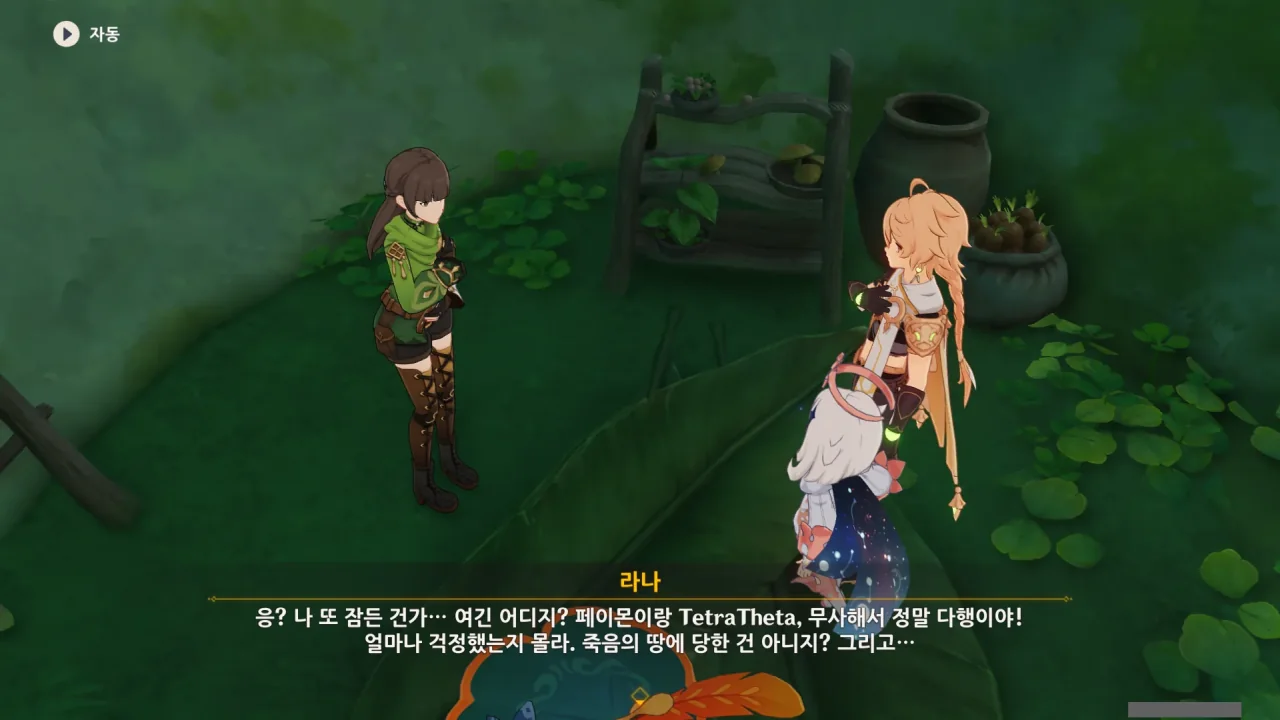 자동
라나
응? 나 또 잠든 건가… 여긴 어디지? 페이몬이랑 TetraTheta, 무사해서 정말 다행이야!
얼마나 걱정했는지 몰라. 죽음의 땅에 당한 건 아니지? 그리고…